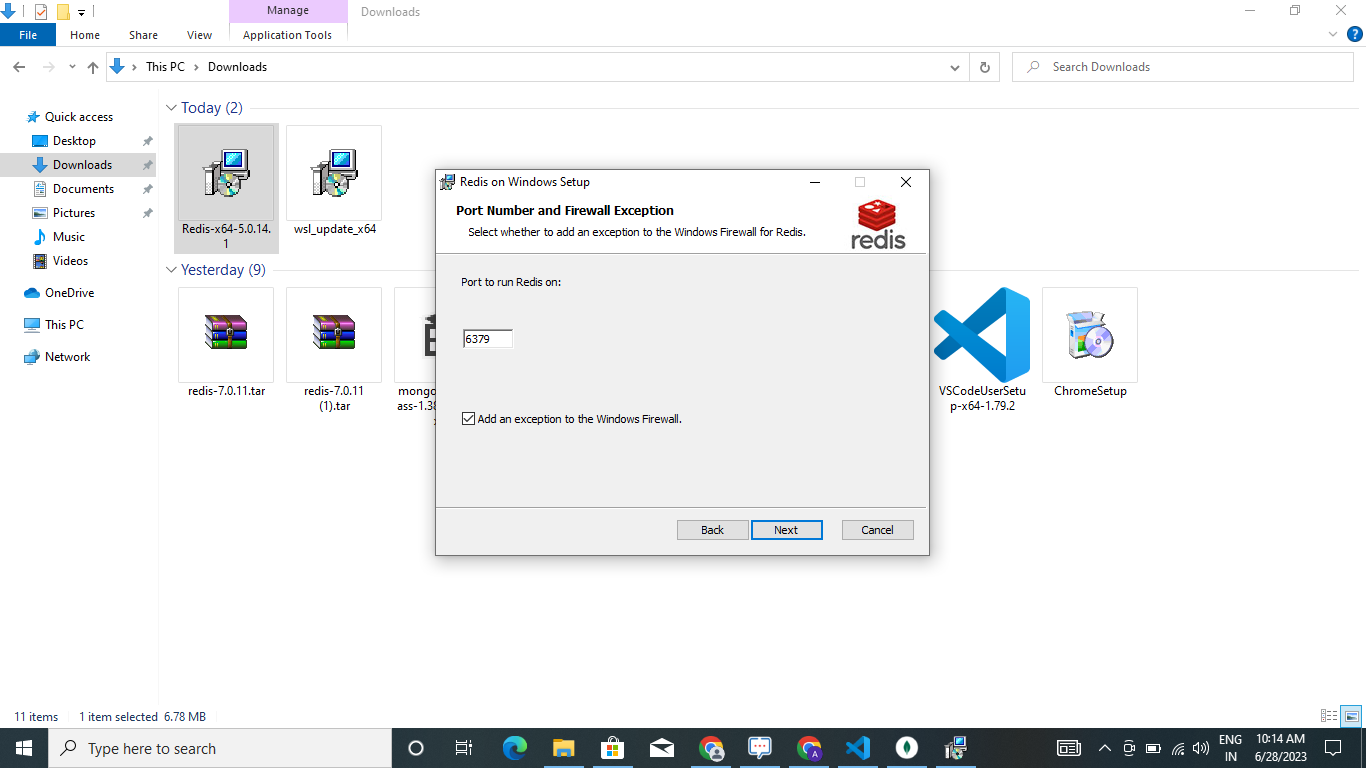 Manage
Downloads
File
Home
Share
View
Application Tools
This PC
Downloads
Search Downloads
Quick access
Desktop
Downloads
Documents
Pictures
Music
Videos
OneDrive
This PC
Network
Today (2)
Redis-x64-5.0.14.
1
wsl_update_x64
Yesterday (9)
redis-7.0.11.tar
redis-7.0.11
(1).tar
mongo
ass-1.38
VSCodeUserSetu
p-x64-1.79.2
ChromeSetup
Redis on Windows Setup
Port Number and Firewall Exception
Select whether to add an exception to the Windows Firewall for Redis.
redis
Port to run Redis on:
6379
Add an exception to the Windows Firewall.
Back
Next
Cancel
11 items
1 item selected 6.78 MB
Type here to search
A
ENG
IN
10:14 AM
6/28/2023